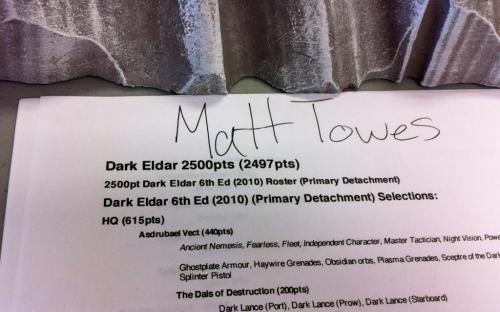 Matt Towes
Dark Eldar 2500pts (2497pts)
2500pt Dark Eldar 6th Ed (2010) Roster (Primary Detachment)
Dark Eldar 6th Ed (2010) (Primary Detachment) Selections:
HQ (615pts)
Asdrubael Vect (440pts)
Ancient Nemesis, Fearless, Fleet, Independent Character, Master Tactician, Night Vision, Powe
Ghostplate Armour, Haywire Grenades, Obsidian orbs, Plasma Grenades, Sceptre of the Dark
Splinter Pistol
The Dais of Destruction (200pts)
Dark Lance (Port), Dark Lance (Prow), Dark Lance (Starboard)